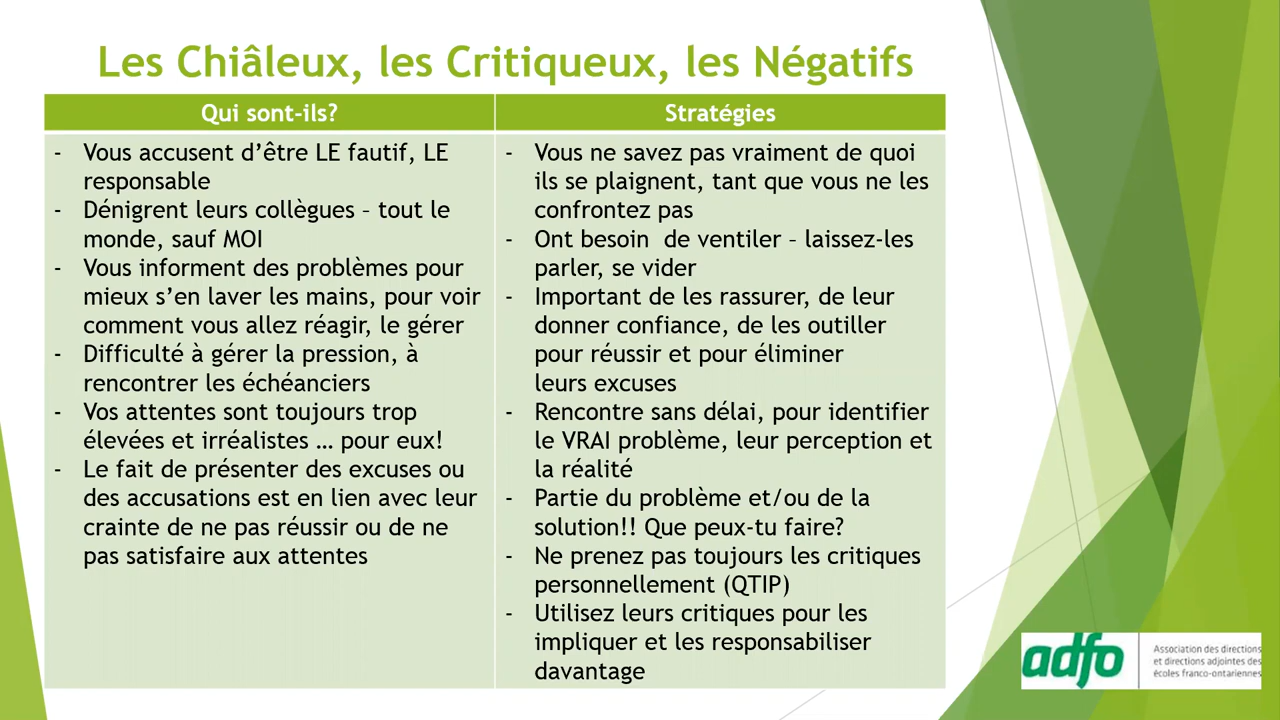 Les Chiâleux, les Critiqueux, les Négatifs
Qui sont-ils?
- Vous accusent d’être LE fautif, LE
responsable
- Dénigrent leurs collègues – tout le
monde, sauf MOI
- Vous informent des problèmes pour
mieux s’en laver les mains, pour voir
comment vous allez réagir, le gérer
- Difficulté à gérer la pression, à
rencontrer les échéanciers
- Vos attentes sont toujours trop
élevées et irréalistes … pour eux!
- Le fait de présenter des excuses ou
des accusations est en lien avec leur
crainte de ne pas réussir ou de ne
pas satisfaire aux attentes
Stratégies
- Vous ne savez pas vraiment de quoi
ils se plaignent, tant que vous ne les
confrontez pas
- Ont besoin  de ventiler – laissez-les
parler, se vider
- Important de les rassurer, de leur
donner confiance, de les outiller
pour réussir et pour éliminer
leurs excuses
- Rencontre sans délai, pour identifier
le VRAI problème, leur perception et
la réalité
- Partie du problème et/ou de la
solution!! Que peux-tu faire?
- Ne prenez pas toujours les critiques
personnellement (QTIP)
- Utilisez leurs critiques pour les
impliquer et les responsabiliser
davantage
adfo
Association des directions
et directions adjointes des
écoles franco-ontariennes